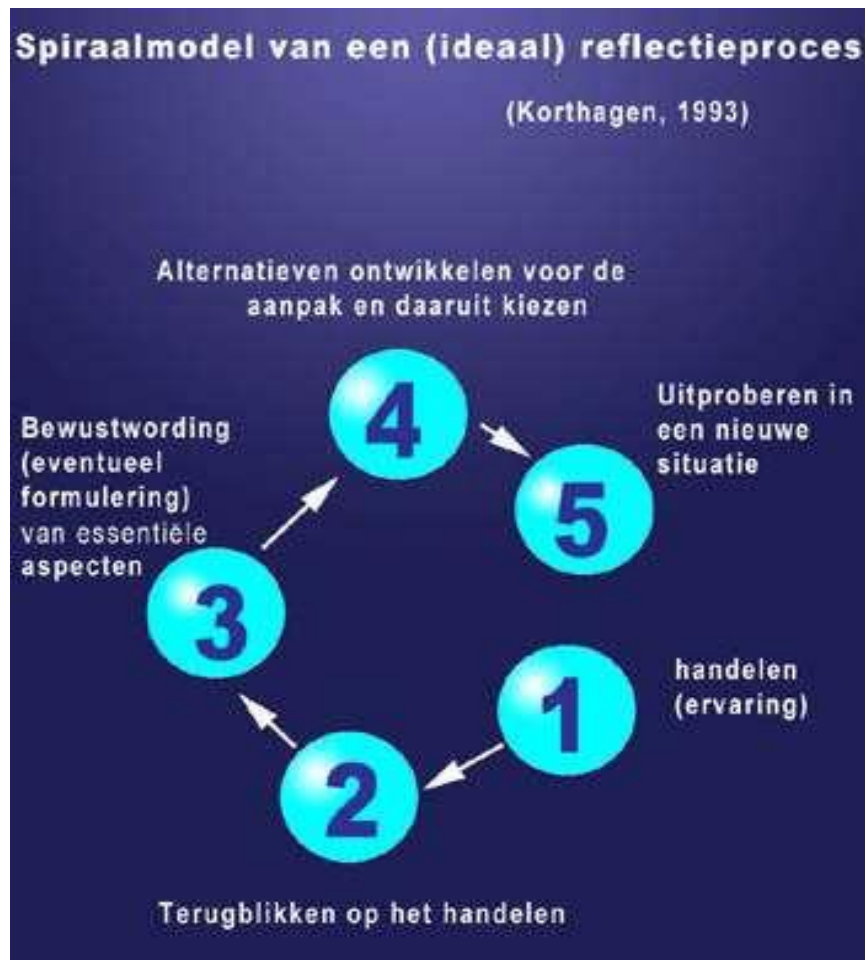 Spiraalmodel van een (ideaal) reflectieproces
(Korthagen, 1993)
Alternatieven ontwikkelen voor de
aanpak en daaruit kiezen
4
Uitproberen in
een nieuwe
situatie
5
Bewustwording
(eventueel
formulering)
van essentiële
aspecten
3
handelen
(ervaring)
1
2
Terugblikken op het handelen